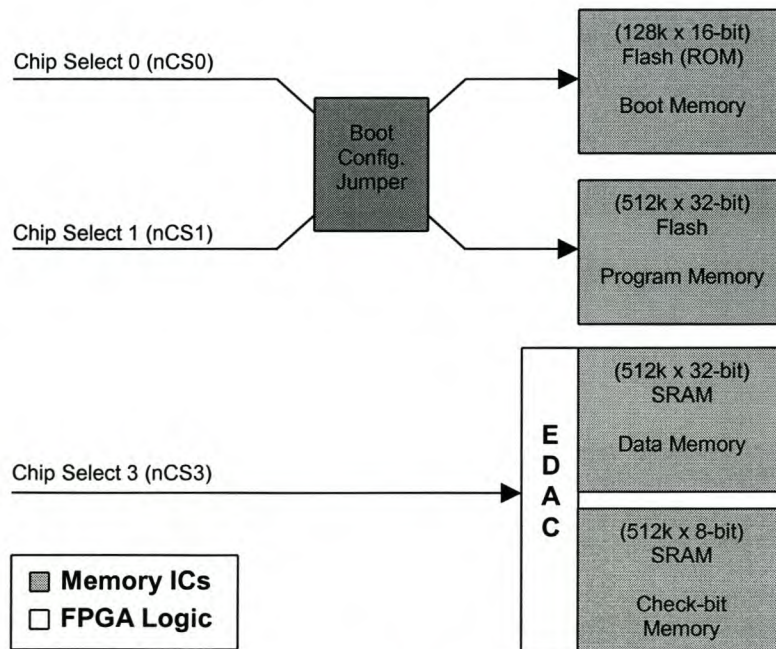 Chip Select 0 (nCS0)
Boot
Config.
Jumper
(128k x 16-bit)
Flash (ROM)
Boot Memory
Chip Select 1 (nCS1)
(512k x 32-bit)
Flash
Program Memory
Chip Select 3 (nCS3)
E
D
A
C
(512k x 32-bit)
SRAM
Data Memory
(512k x 8-bit)
SRAM
Check-bit
Memory
Memory ICs
FPGA Logic